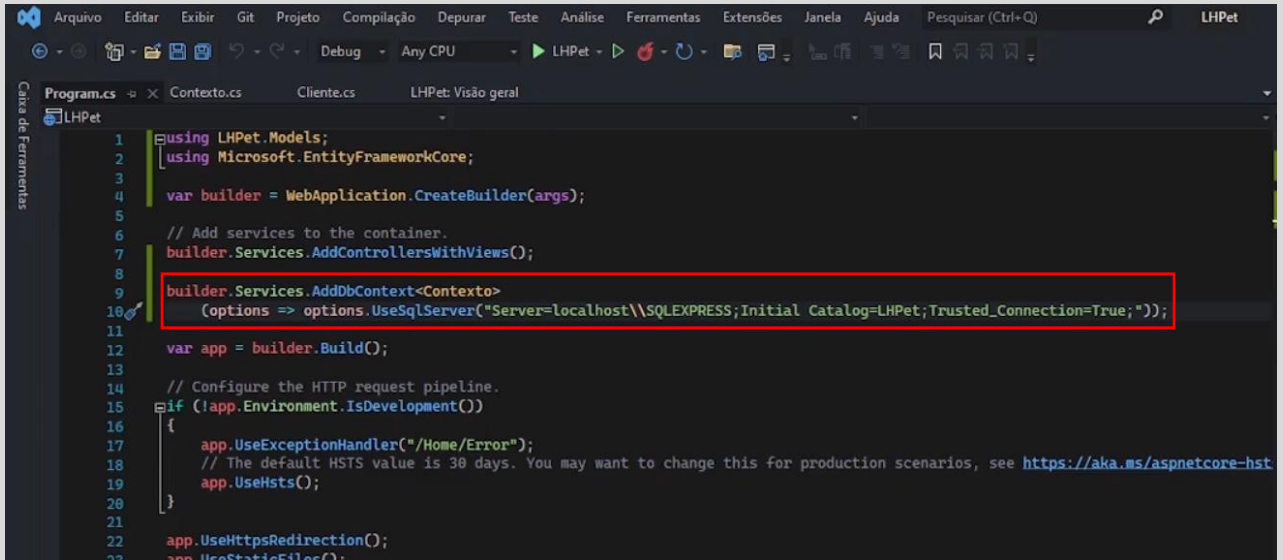 Arquivo Editar Exibir Git Projeto Compilação Depurar Teste Análise Ferramentas Extensões Janela Ajuda Pesquisar (Ctrl+Q) LHPet
Debug Any CPU LHPet
Caixa de Ferramentas
Program.cs Contexto.cs Cliente.cs LHPet: Visão geral
LHPet
1 using LHPet.Models;
2 using Microsoft.EntityFrameworkCore;
3
4 var builder = WebApplication.CreateBuilder(args);
5
6 // Add services to the container.
7 builder.Services.AddControllersWithViews();
8
9 builder.Services.AddDbContext<Contexto>
10 (options => options.UseSqlServer("Server=localhost\\SQLEXPRESS;Initial Catalog=LHPet;Trusted_Connection=True;"));
11
12 var app = builder.Build();
13
14 // Configure the HTTP request pipeline.
15 if (!app.Environment.IsDevelopment())
16 {
17 app.UseExceptionHandler("/Home/Error");
18 // The default HSTS value is 30 days. You may want to change this for production scenarios, see https://aka.ms/aspnetcore-hst
19 app.UseHsts();
20 }
21
22 app.UseHttpsRedirection();
23 app.UseStaticFiles();